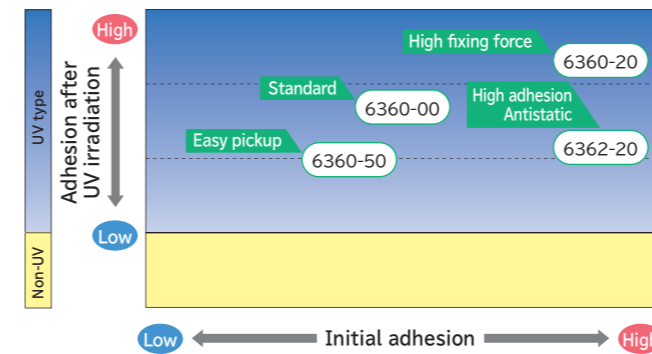 High
High fixing force
6360-20
UV type
Adhesion after
UV irradiation
Standard
6360-00
High adhesion
Antistatic
6362-20
Easy pickup
6360-50
Low
Non-UV
Low
Initial adhesion
High